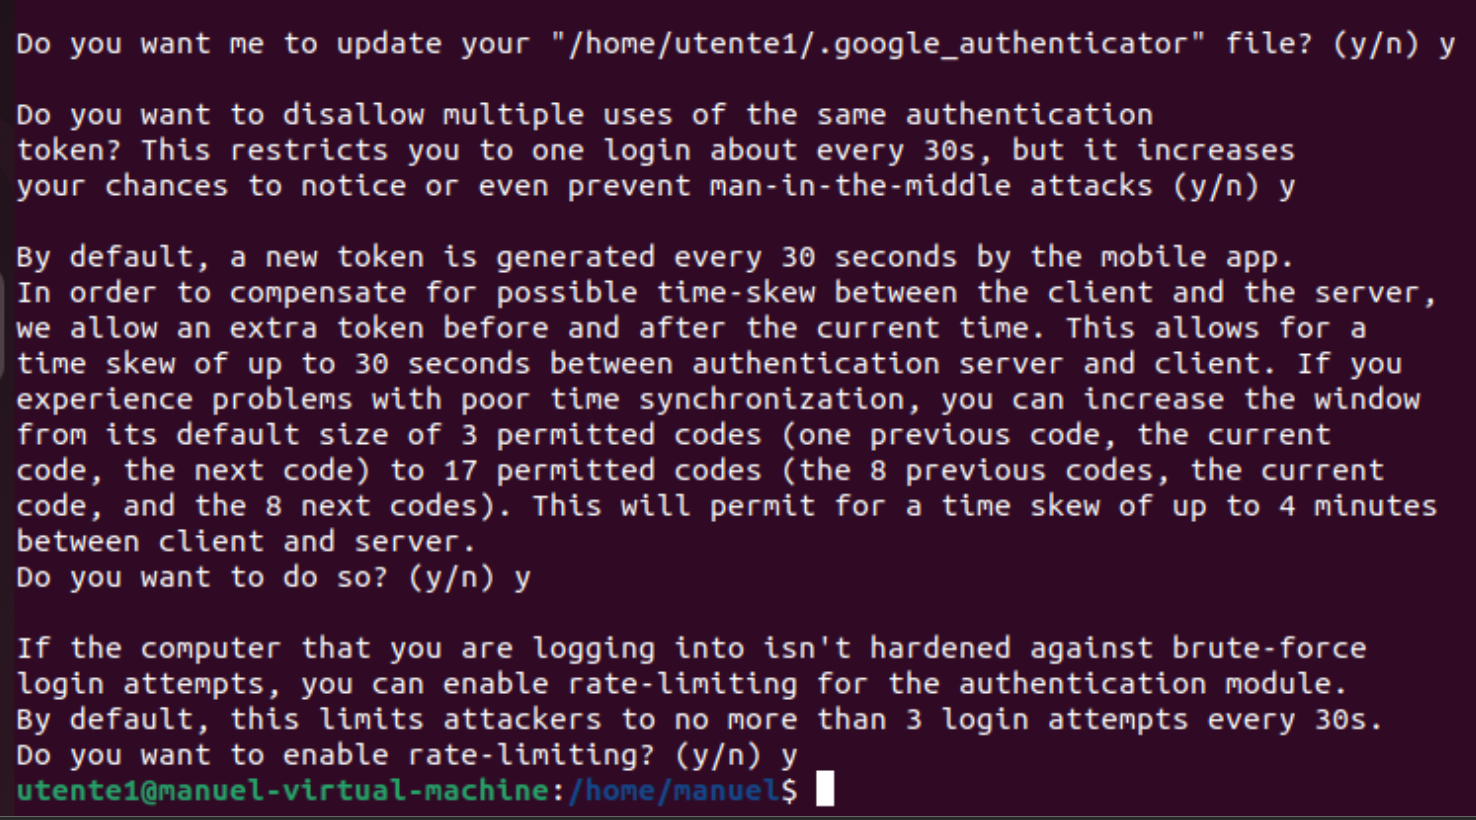 Do you want me to update your "/home/utente1/.google_authenticator" file? (y/n) y
Do you want to disallow multiple uses of the same authentication
token? This restricts you to one login about every 30s, but it increases
your chances to notice or even prevent man-in-the-middle attacks (y/n) y
By default, a new token is generated every 30 seconds by the mobile app.
In order to compensate for possible time-skew between the client and the server,
we allow an extra token before and after the current time. This allows for a
time skew of up to 30 seconds between authentication server and client. If you
experience problems with poor time synchronization, you can increase the window
from its default size of 3 permitted codes (one previous code, the current
code, the next code) to 17 permitted codes (the 8 previous codes, the current
code, and the 8 next codes). This will permit for a time skew of up to 4 minutes
between client and server.
Do you want to do so? (y/n) y
If the computer that you are logging into isn't hardened against brute-force
login attempts, you can enable rate-limiting for the authentication module.
By default, this limits attackers to no more than 3 login attempts every 30s.
Do you want to enable rate-limiting? (y/n) y
utente1@manuel-virtual-machine:/home/manuel$